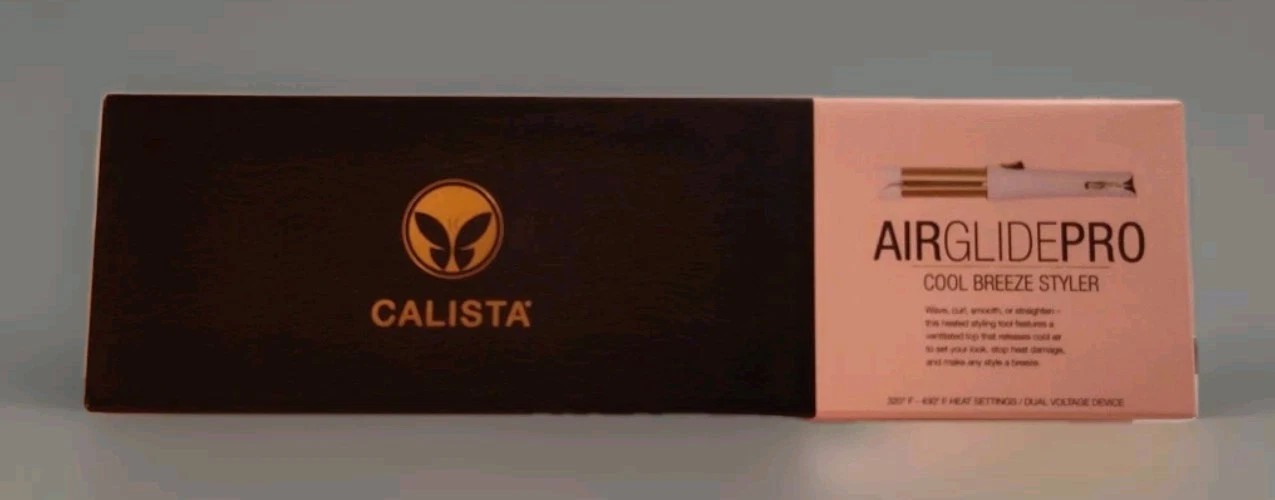 CALISTA
AIRGLIDEPRO
COOL BREEZE STYLER
Wave, curl, smooth, or straighten –
this heated styling tool features a
ventilated top that releases cool air
to set your look, stop heat damage,
and make any style a breeze.
HEAT SETTINGS / DUAL VOLTAGE DEVICE